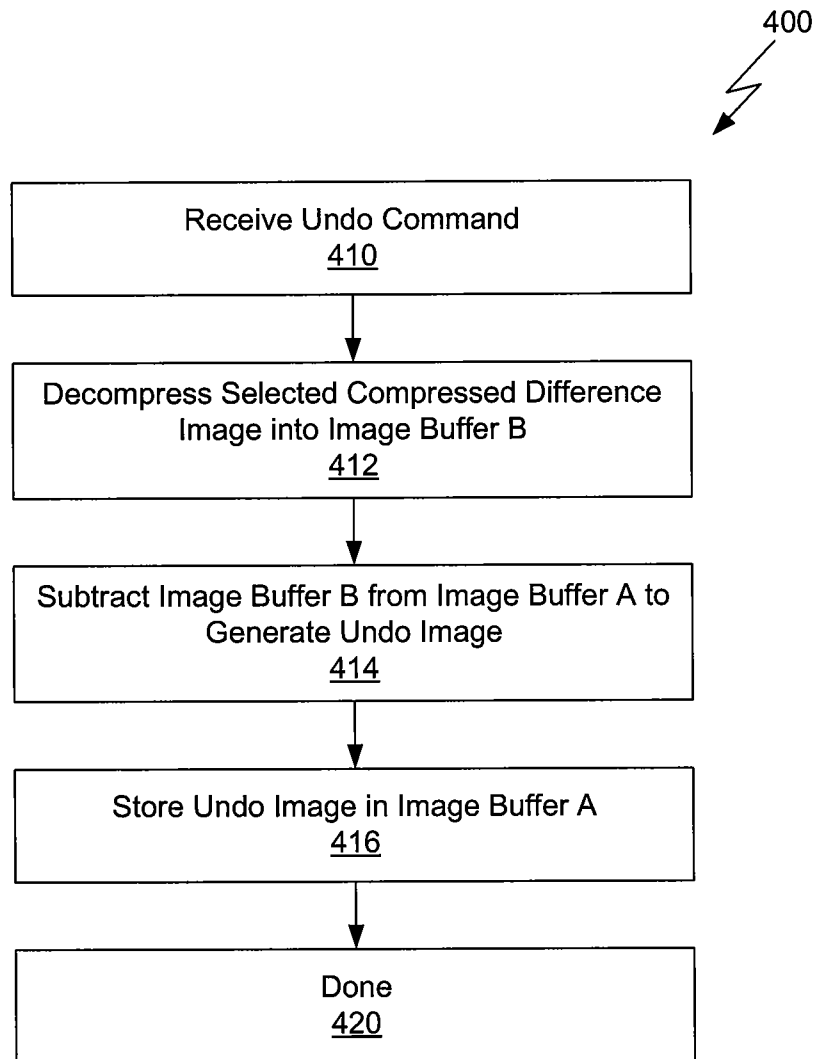 400
Receive Undo Command
410
Decompress Selected Compressed Difference
Image into Image Buffer B
412
Subtract Image Buffer B from Image Buffer A to
Generate Undo Image
414
Store Undo Image in Image Buffer A
416
Done
420